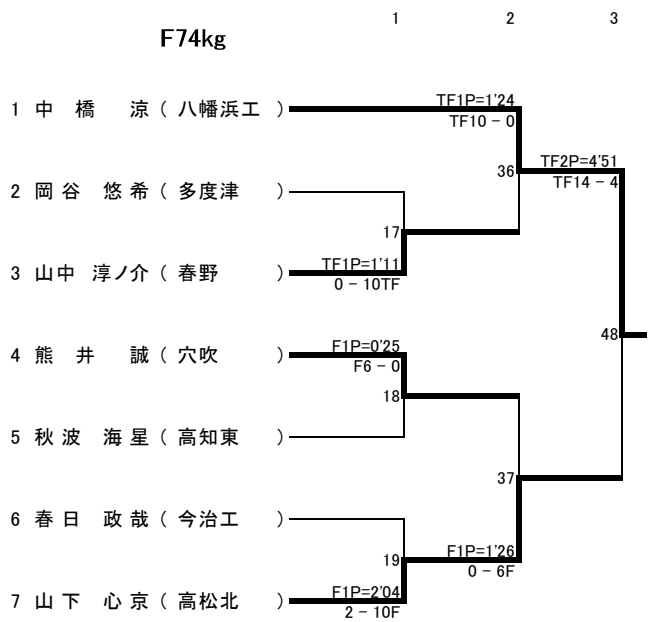 1 2 3
F74kg
1 中橋 涼 ( 八幡浜工 )
TF1P=1'24
TF10 - 0
36
TF2P=4'51
TF14 - 4
2 岡谷 悠希 ( 多度津 )
17
3 山中 淳ノ介 ( 春野 )
TF1P=1'11
0 - 10TF
48
4 熊井 誠 ( 穴吹 )
F1P=0'25
F6 - 0
18
5 秋波 海星 ( 高知東 )
37
6 春日 政哉 ( 今治工 )
19
F1P=1'26
0 - 6F
7 山下 心京 ( 高松北 )
F1P=2'04
2 - 10F